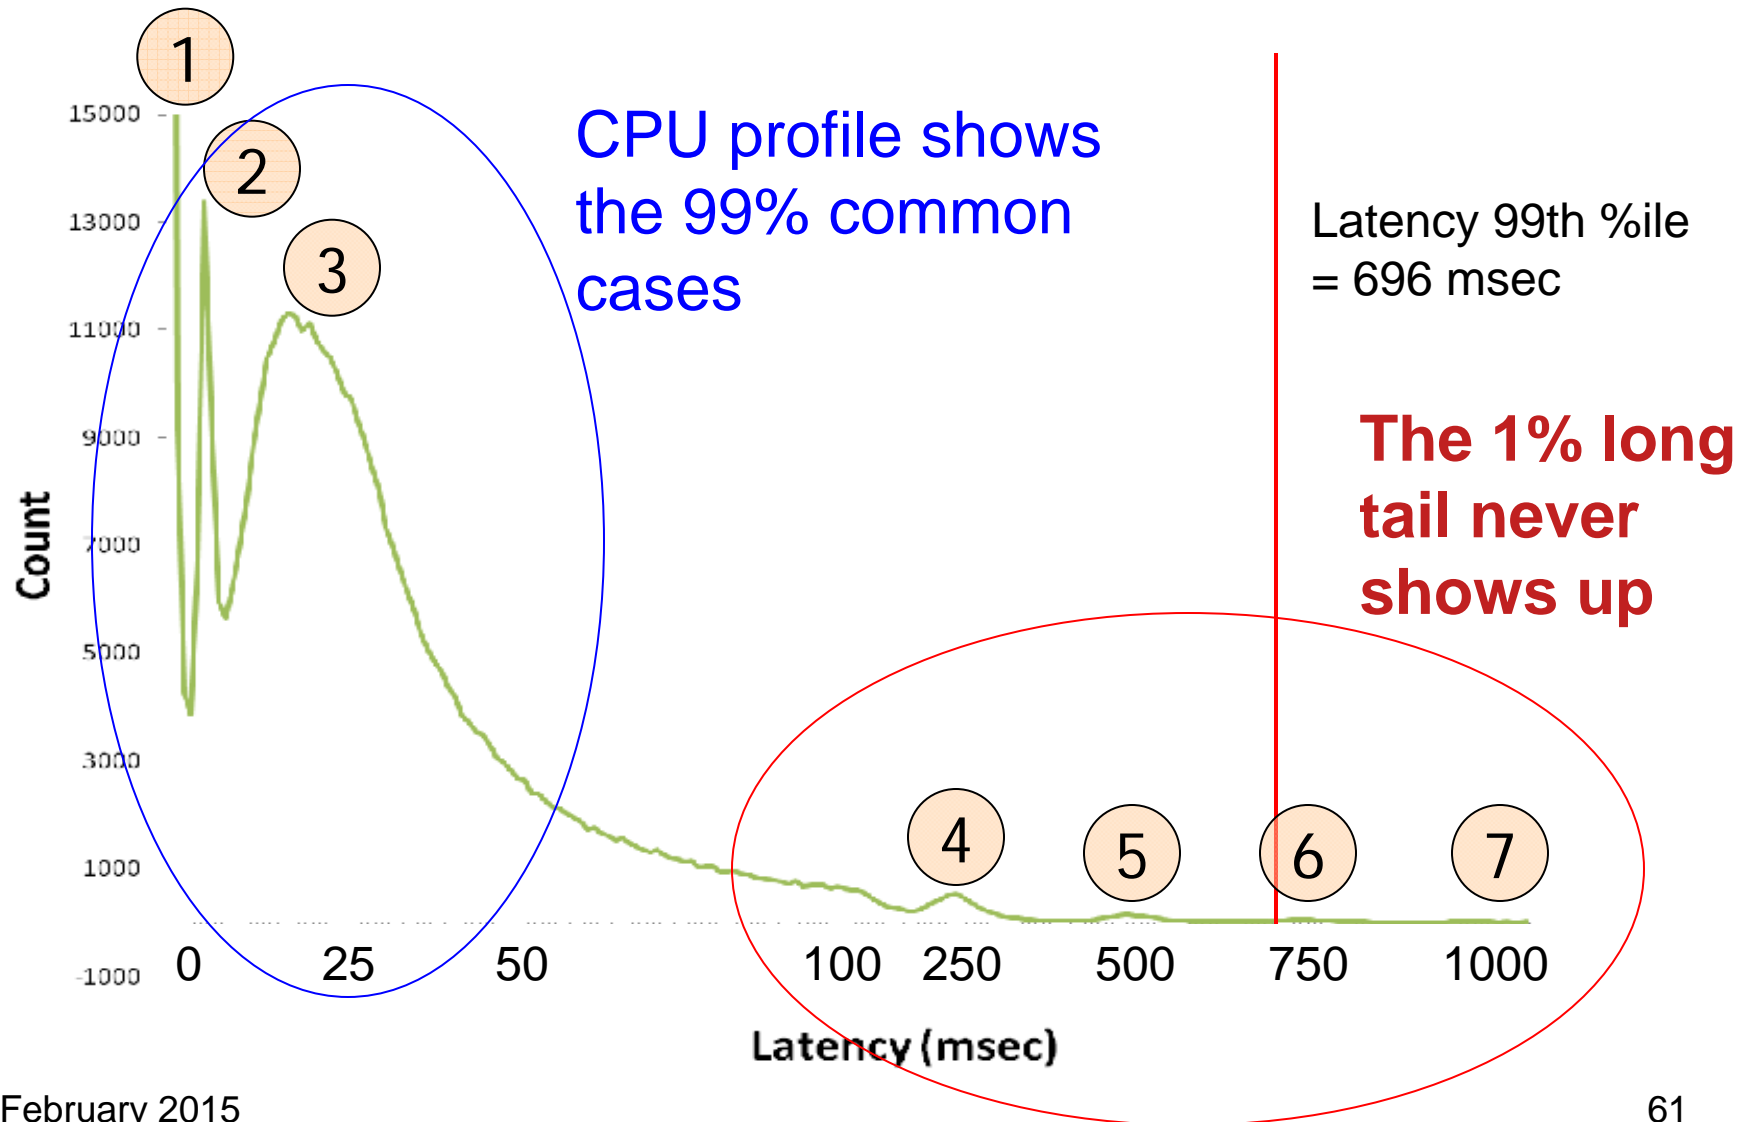 1
15000
2
13000
3
11000
9000
7000
5000
3000
1000
-1000
Count
CPU profile shows
the 99% common
cases
Latency 99th %ile
= 696 msec
The 1% long
tail never
shows up
4
5
6
7
0 25 50 100 250 500 750 1000
Latency (msec)
February 2015
61